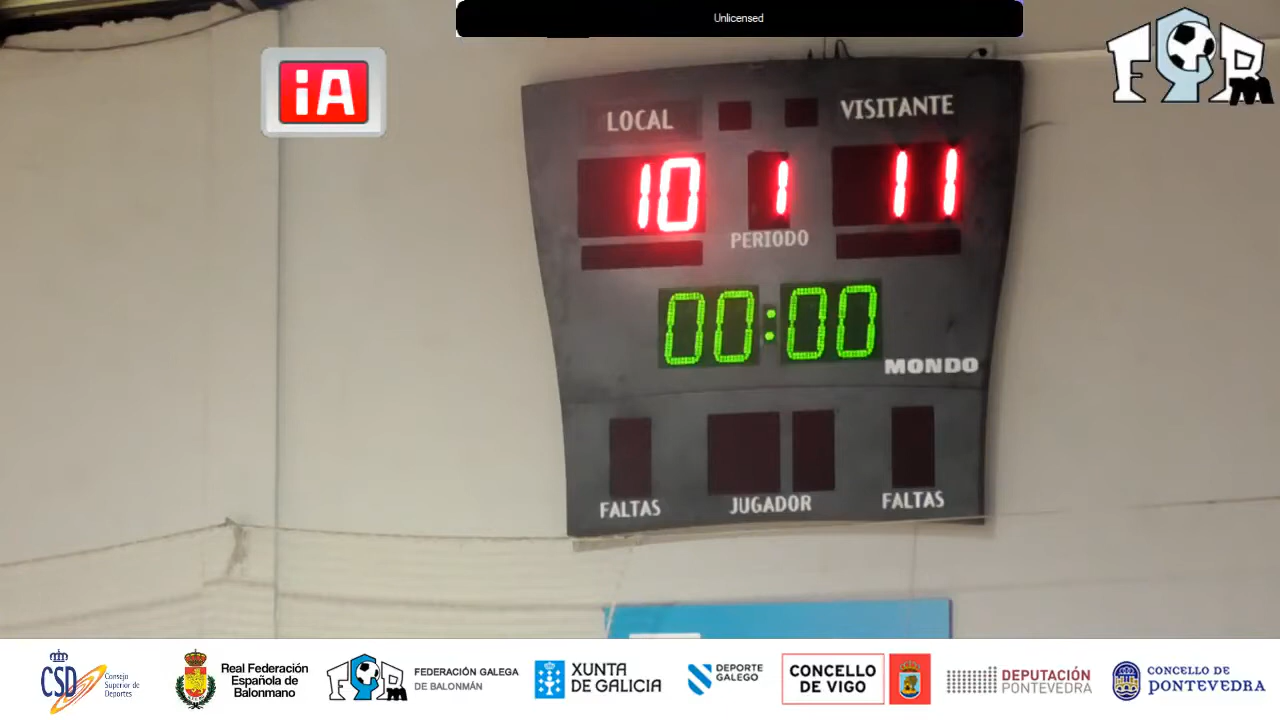 Unlicensed
iA
FGBm
LOCAL
VISITANTE
10
1
11
PERIODO
00:00
MONDO
FALTAS
JUGADOR
FALTAS
CSD
Consejo
Superior de
Deportes
Real Federación
Española de
Balonmano
FGBm
FEDERACIÓN GALEGA
DE BALONMÁN
XUNTA
DE GALICIA
DEPORTE
GALEGO
CONCELLO
DE VIGO
DEPUTACIÓN
PONTEVEDRA
CONCELLO DE
PONTEVEDRA